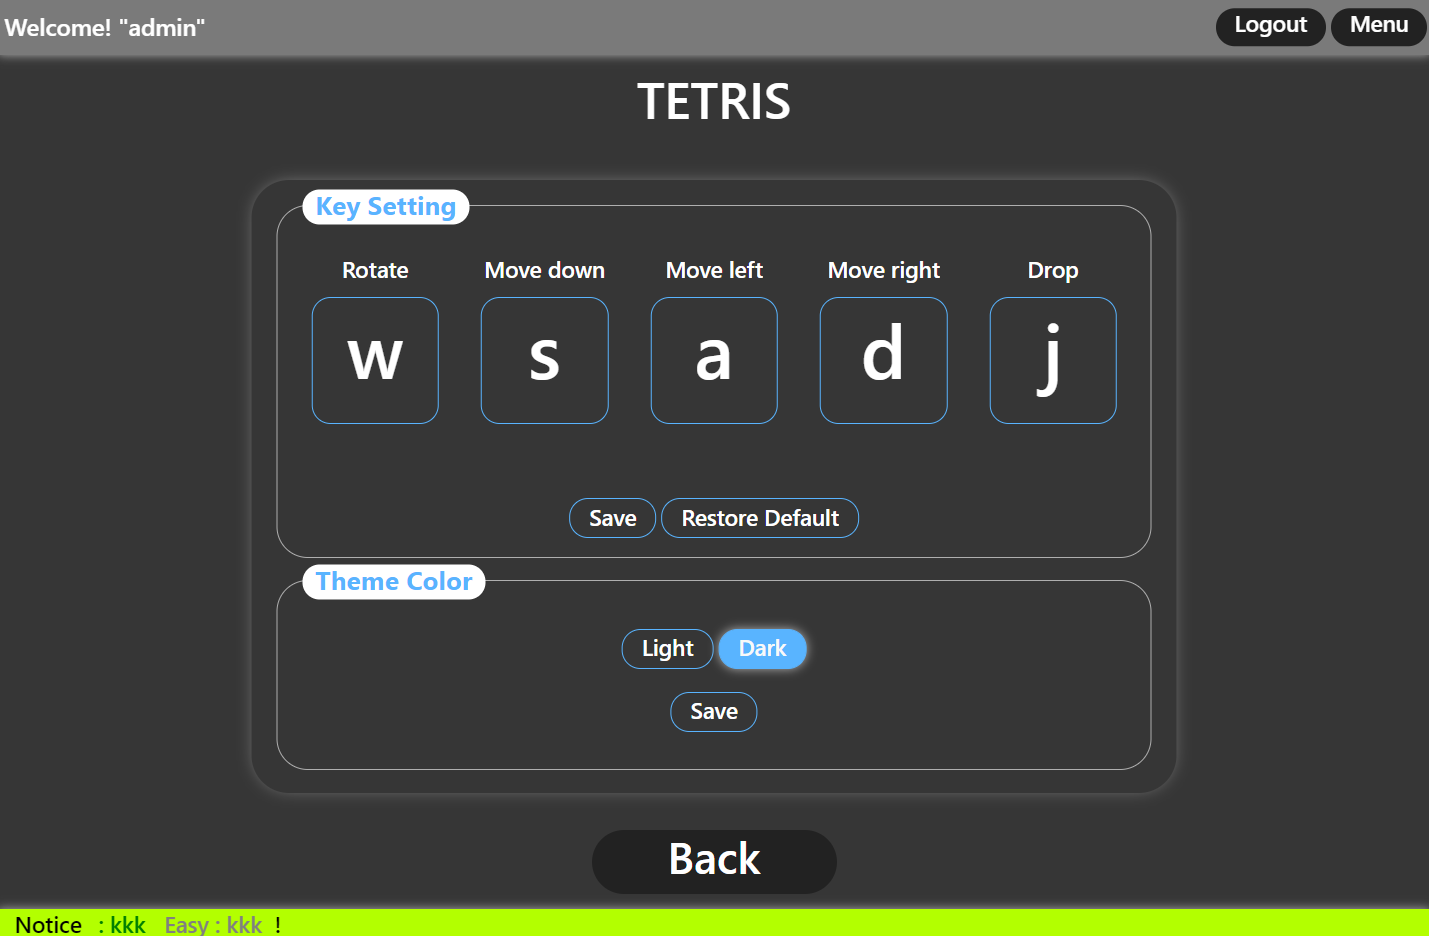 Welcome! "admin" Logout Menu
TETRIS
Key Setting
Rotate Move down Move left Move right Drop
w s a d j
Save Restore Default
Theme Color
Light Dark
Save
Back
Notice : kkk Easy : kkk !